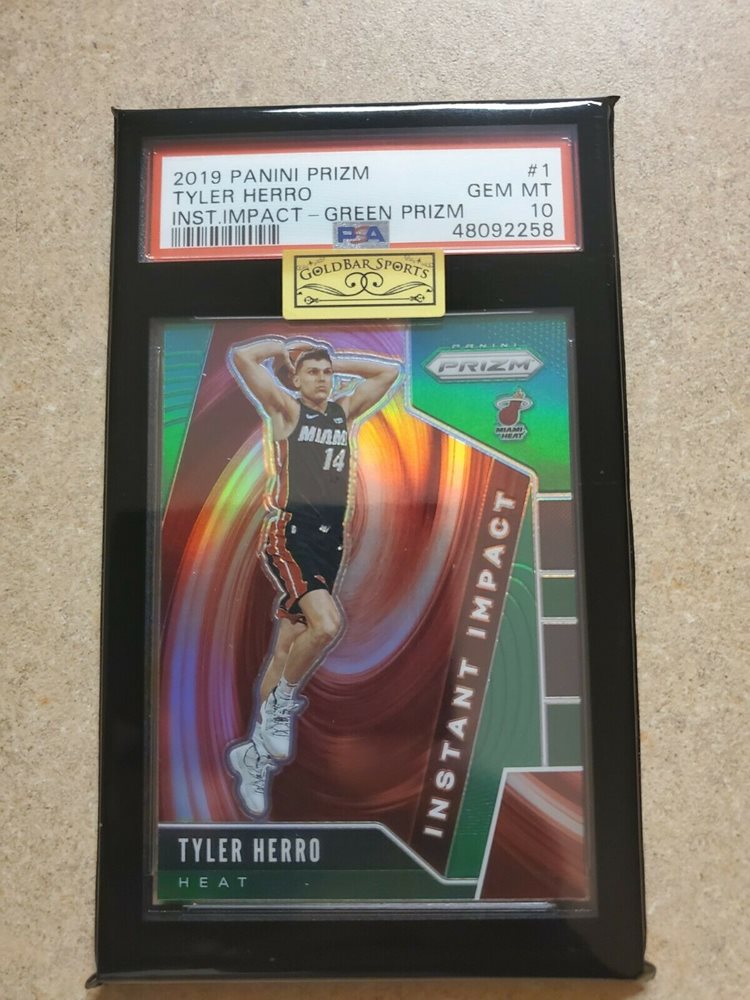 2019 PANINI PRIZM #1
TYLER HERRO GEM MT
INST.IMPACT - GREEN PRIZM 10
48092258
PSA
GOLDBAR SPORTS
PANINI
PRIZM
MIAMI
HEAT
MIAMI
14
INSTANT IMPACT
TYLER HERRO
HEAT